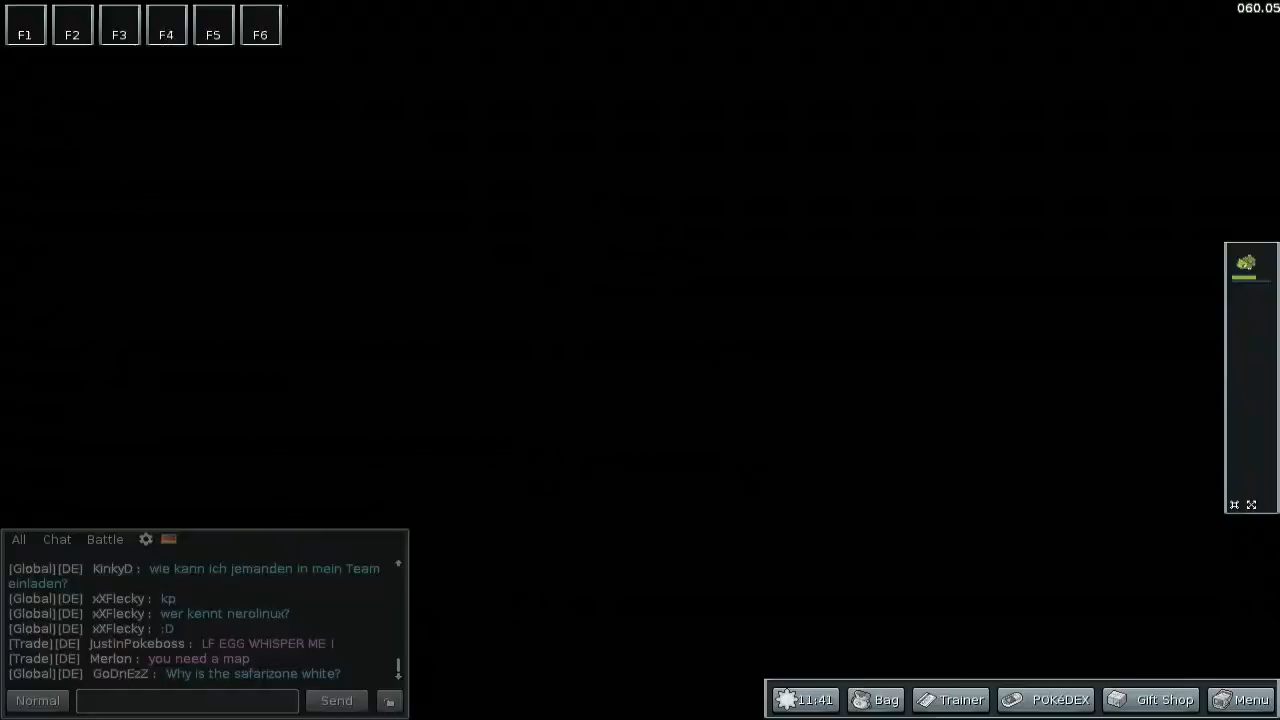 060.05
F1 F2 F3 F4 F5 F6
All Chat Battle
[Global][DE] KinkyD : wie kann ich jemanden in mein Team
einladen?
[Global][DE] xXFlecky : kp
[Global][DE] xXFlecky : wer kennt nerolinux?
[Global][DE] xXFlecky : :D
[Trade][DE] JustinPokeboss : LF EGG WHISPER ME !
[Trade][DE] Merlon : you need a map
[Global][DE] GoDnEzZ : Why is the safarizone white?
Normal Send
11:41 Bag Trainer POKéDEX Gift Shop Menu